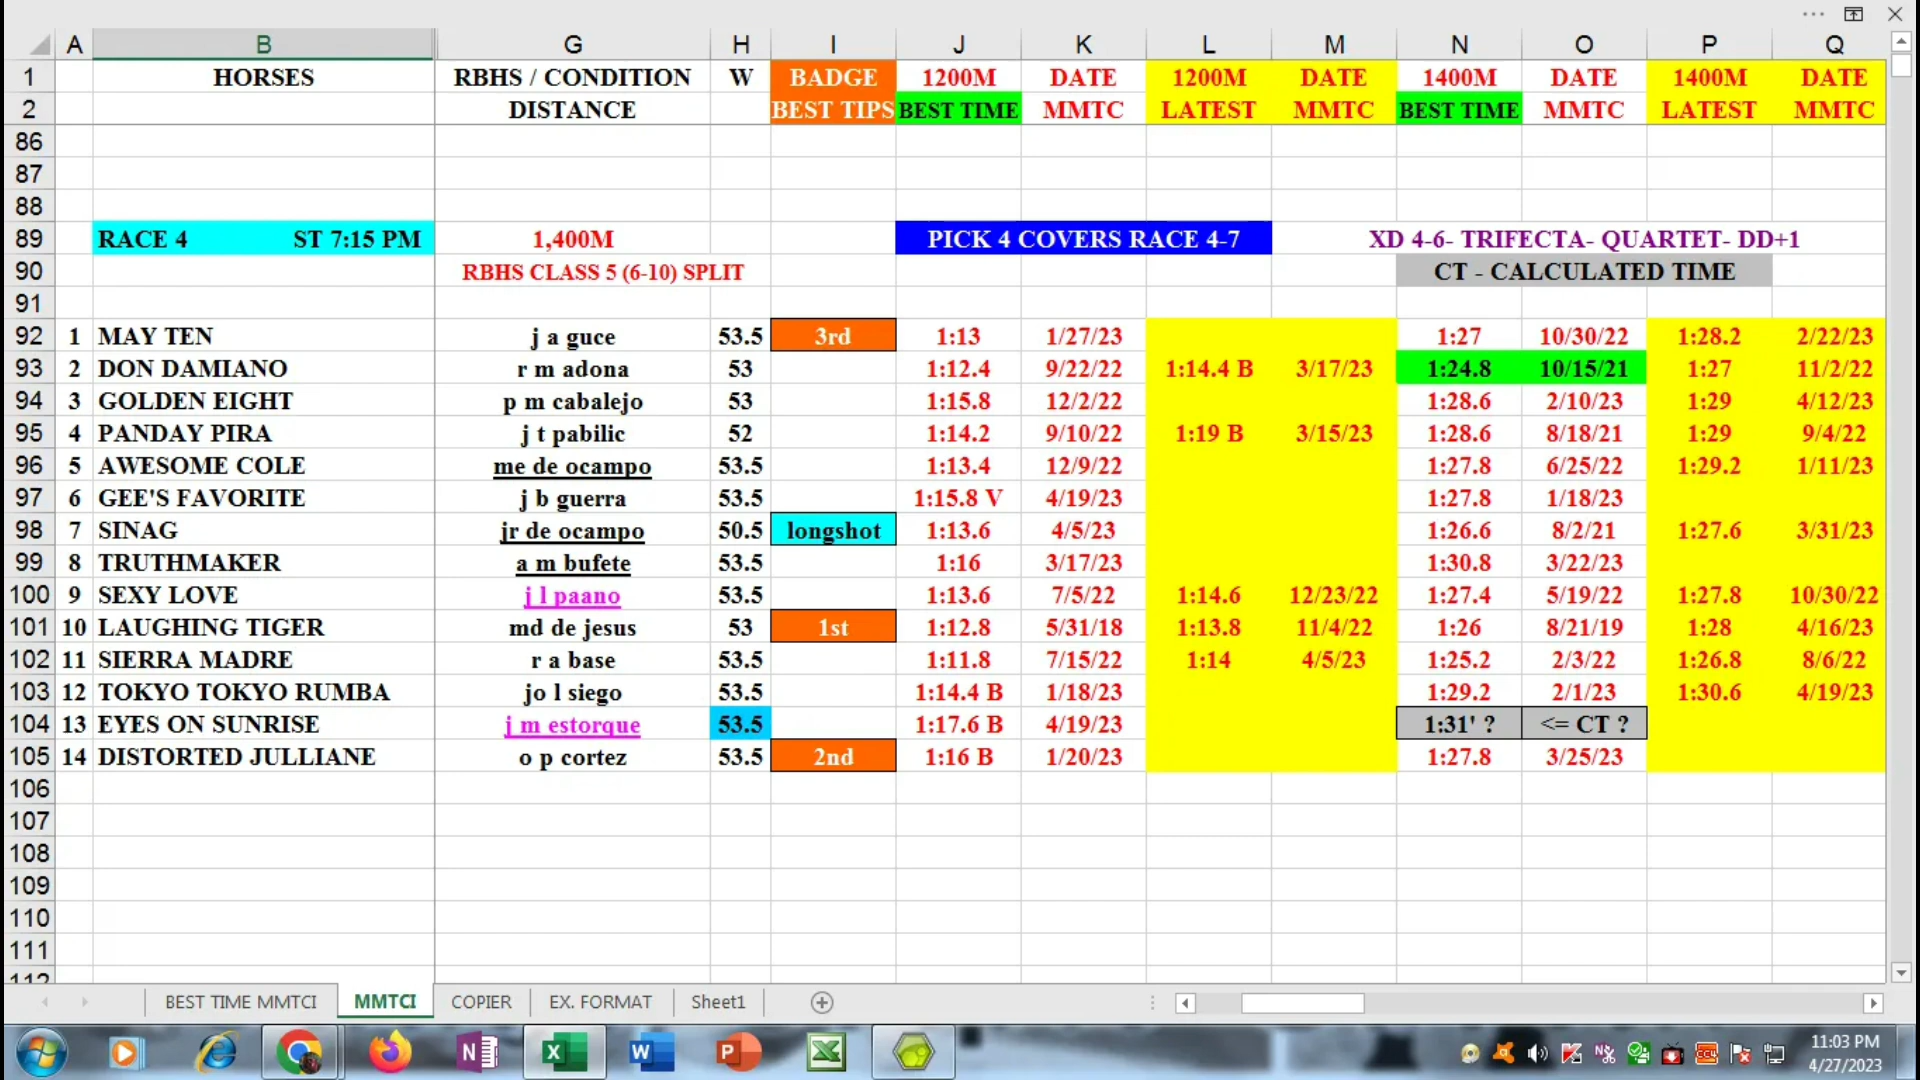 A B G H I J K L M N O P Q
1 HORSES RBHS / CONDITION W BADGE 1200M DATE 1200M DATE 1400M DATE 1400M DATE
2 DISTANCE BEST TIPS BEST TIME MMTC LATEST MMTC BEST TIME MMTC LATEST MMTC
86
87
88
89 RACE 4 ST 7:15 PM 1,400M PICK 4 COVERS RACE 4-7 XD 4-6- TRIFECTA- QUARTET- DD+1
90 RBHS CLASS 5 (6-10) SPLIT CT - CALCULATED TIME
91
92 1 MAY TEN j a guce 53.5 3rd 1:13 1/27/23 1:27 10/30/22 1:28.2 2/22/23
93 2 DON DAMIANO r m adona 53 1:12.4 9/22/22 1:14.4 B 3/17/23 1:24.8 10/15/21 1:27 11/2/22
94 3 GOLDEN EIGHT p m cabalejo 53 1:15.8 12/2/22 1:28.6 2/10/23 1:29 4/12/23
95 4 PANDAY PIRA j t pabilic 52 1:14.2 9/10/22 1:19 B 3/15/23 1:28.6 8/18/21 1:29 9/4/22
96 5 AWESOME COLE me de ocampo 53.5 1:13.4 12/9/22 1:27.8 6/25/22 1:29.2 1/11/23
97 6 GEE'S FAVORITE j b guerra 53.5 1:15.8 V 4/19/23 1:27.8 1/18/23
98 7 SINAG jr de ocampo 50.5 longshot 1:13.6 4/5/23 1:26.6 8/2/21 1:27.6 3/31/23
99 8 TRUTHMAKER a m bufete 53.5 1:16 3/17/23 1:30.8 3/22/23
100 9 SEXY LOVE j l paano 53.5 1:13.6 7/5/22 1:14.6 12/23/22 1:27.4 5/19/22 1:27.8 10/30/22
101 10 LAUGHING TIGER md de jesus 53 1st 1:12.8 5/31/18 1:13.8 11/4/22 1:26 8/21/19 1:28 4/16/23
102 11 SIERRA MADRE r a base 53.5 1:11.8 7/15/22 1:14 4/5/23 1:25.2 2/3/22 1:26.8 8/6/22
103 12 TOKYO TOKYO RUMBA jo l siego 53.5 1:14.4 B 1/18/23 1:29.2 2/1/23 1:30.6 4/19/23
104 13 EYES ON SUNRISE j m estorque 53.5 1:17.6 B 4/19/23 1:31' ? <= CT ?
105 14 DISTORTED JULLIANE o p cortez 53.5 2nd 1:16 B 1/20/23 1:27.8 3/25/23
106
107
108
109
110
111
112
BEST TIME MMTCI MMTCI COPIER EX. FORMAT Sheet1
11:03 PM
4/27/2023